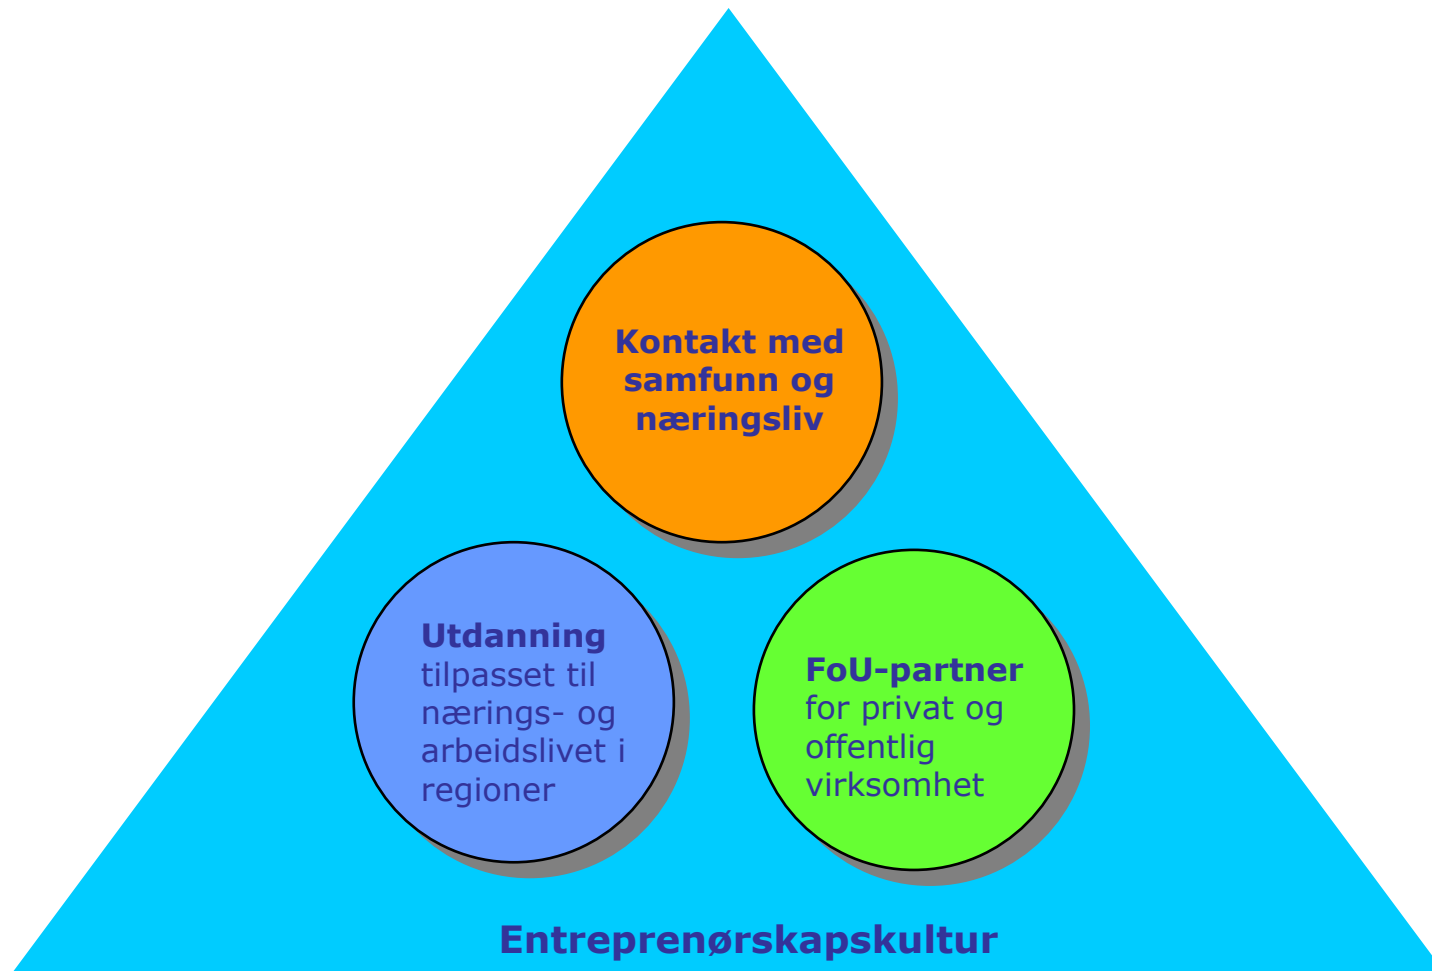 Kontakt med
samfunn og
næringsliv
Utdanning
tilpasset til
nærings- og
arbeidslivet i
regioner
FoU-partner
for privat og
offentlig
virksomhet
Entreprenørskapskultur